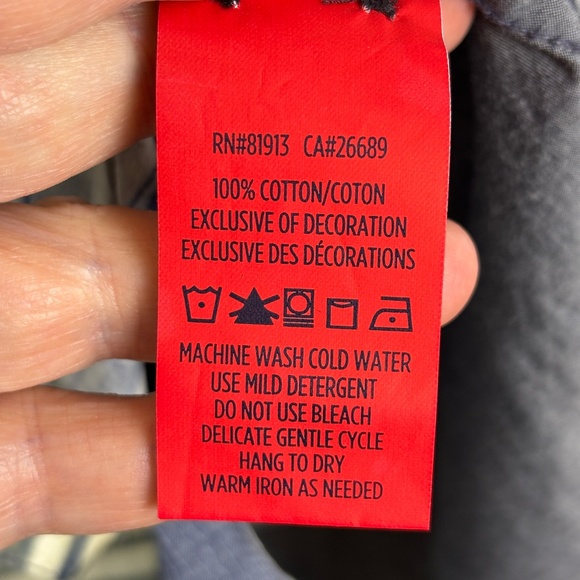 RN#81913 CA#26689
100% COTTON/COTON
EXCLUSIVE OF DECORATION
EXCLUSIVE DES DÉCORATIONS
MACHINE WASH COLD WATER
USE MILD DETERGENT
DO NOT USE BLEACH
DELICATE GENTLE CYCLE
HANG TO DRY
WARM IRON AS NEEDED